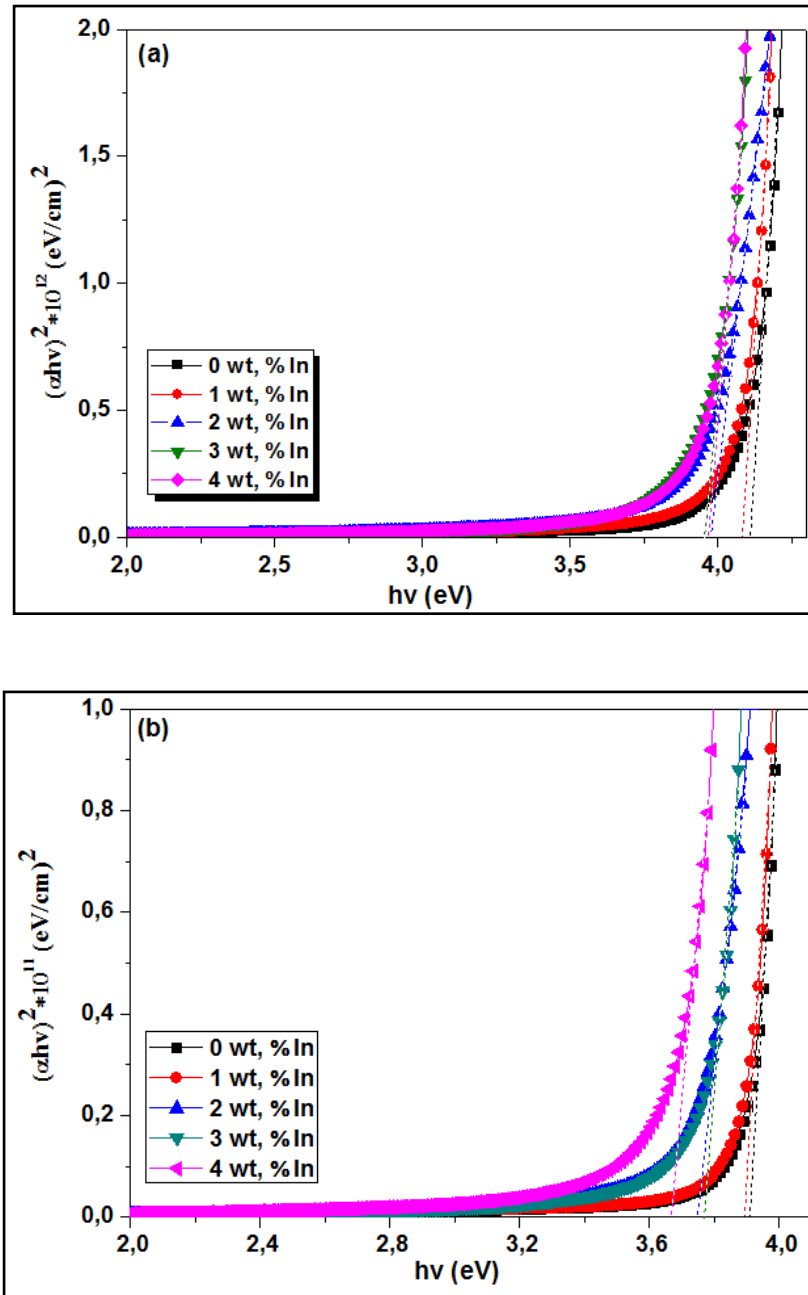 (a)
2,0
1,5
1,0
0,5
0,0
(αhν)²*10¹² (eV/cm)²
0 wt, % In
1 wt, % In
2 wt, % In
3 wt, % In
4 wt, % In
2,0 2,5 3,0 3,5 4,0
hν (eV)
(b)
1,0
0,8
0,6
0,4
0,2
0,0
(αhν)²*10¹¹ (eV/cm)²
0 wt, % In
1 wt, % In
2 wt, % In
3 wt, % In
4 wt, % In
2,0 2,4 2,8 3,2 3,6 4,0
hν (eV)